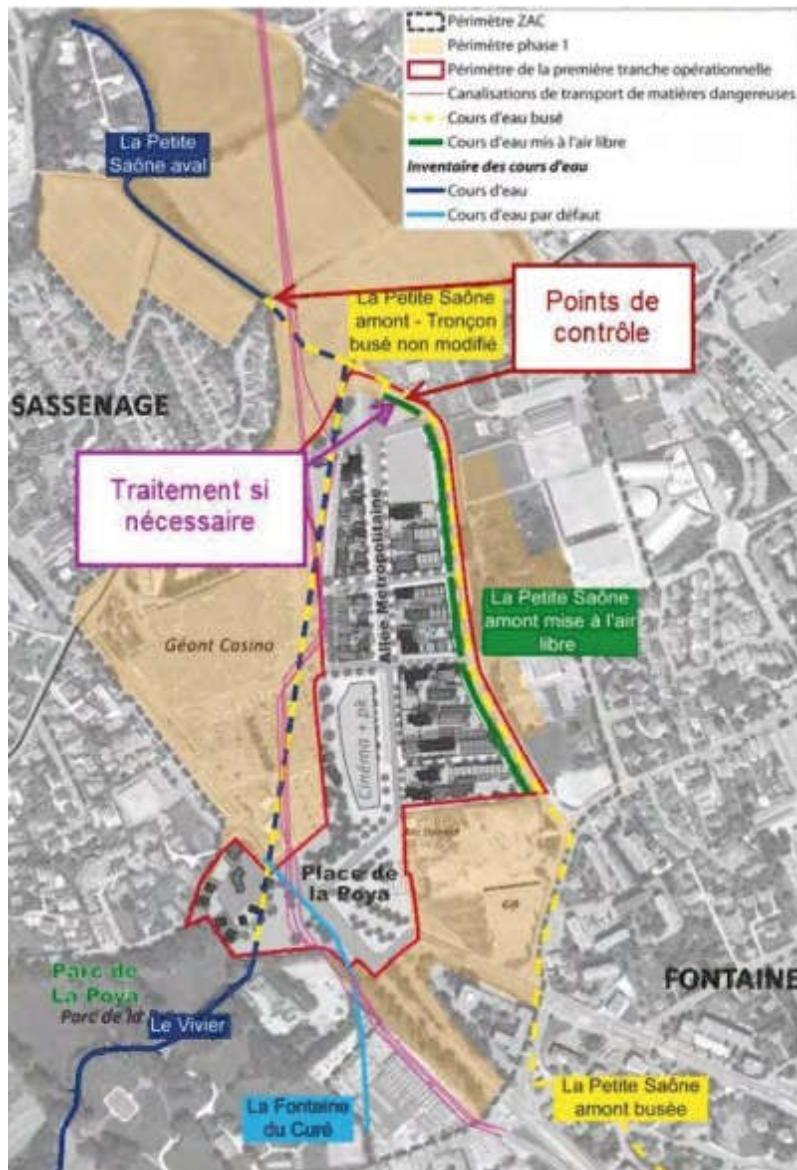 Périmètre ZAC
Périmètre phase 1
Périmètre de la première tranche opérationnelle
Canalisations de transport de matières dangereuses
Cours d'eau busé
Cours d'eau mis à l'air libre
Inventaire des cours d'eau
Cours d'eau
Cours d'eau par défaut
La Petite
Saône aval
La Petite Saône
amont - Tronçon
busé non modifié
Points de
contrôle
SASSENAGE
Traitement si
nécessaire
Allée Métropolitaine
La Petite Saône
amont mise à l'air
libre
Géant Casino
Cinéma + pk
Place de
la Poya
Parc de
La Poya
Parc de la
Le Vivier
FONTAINE
La Fontaine
du Curé
La Petite Saône
amont busée